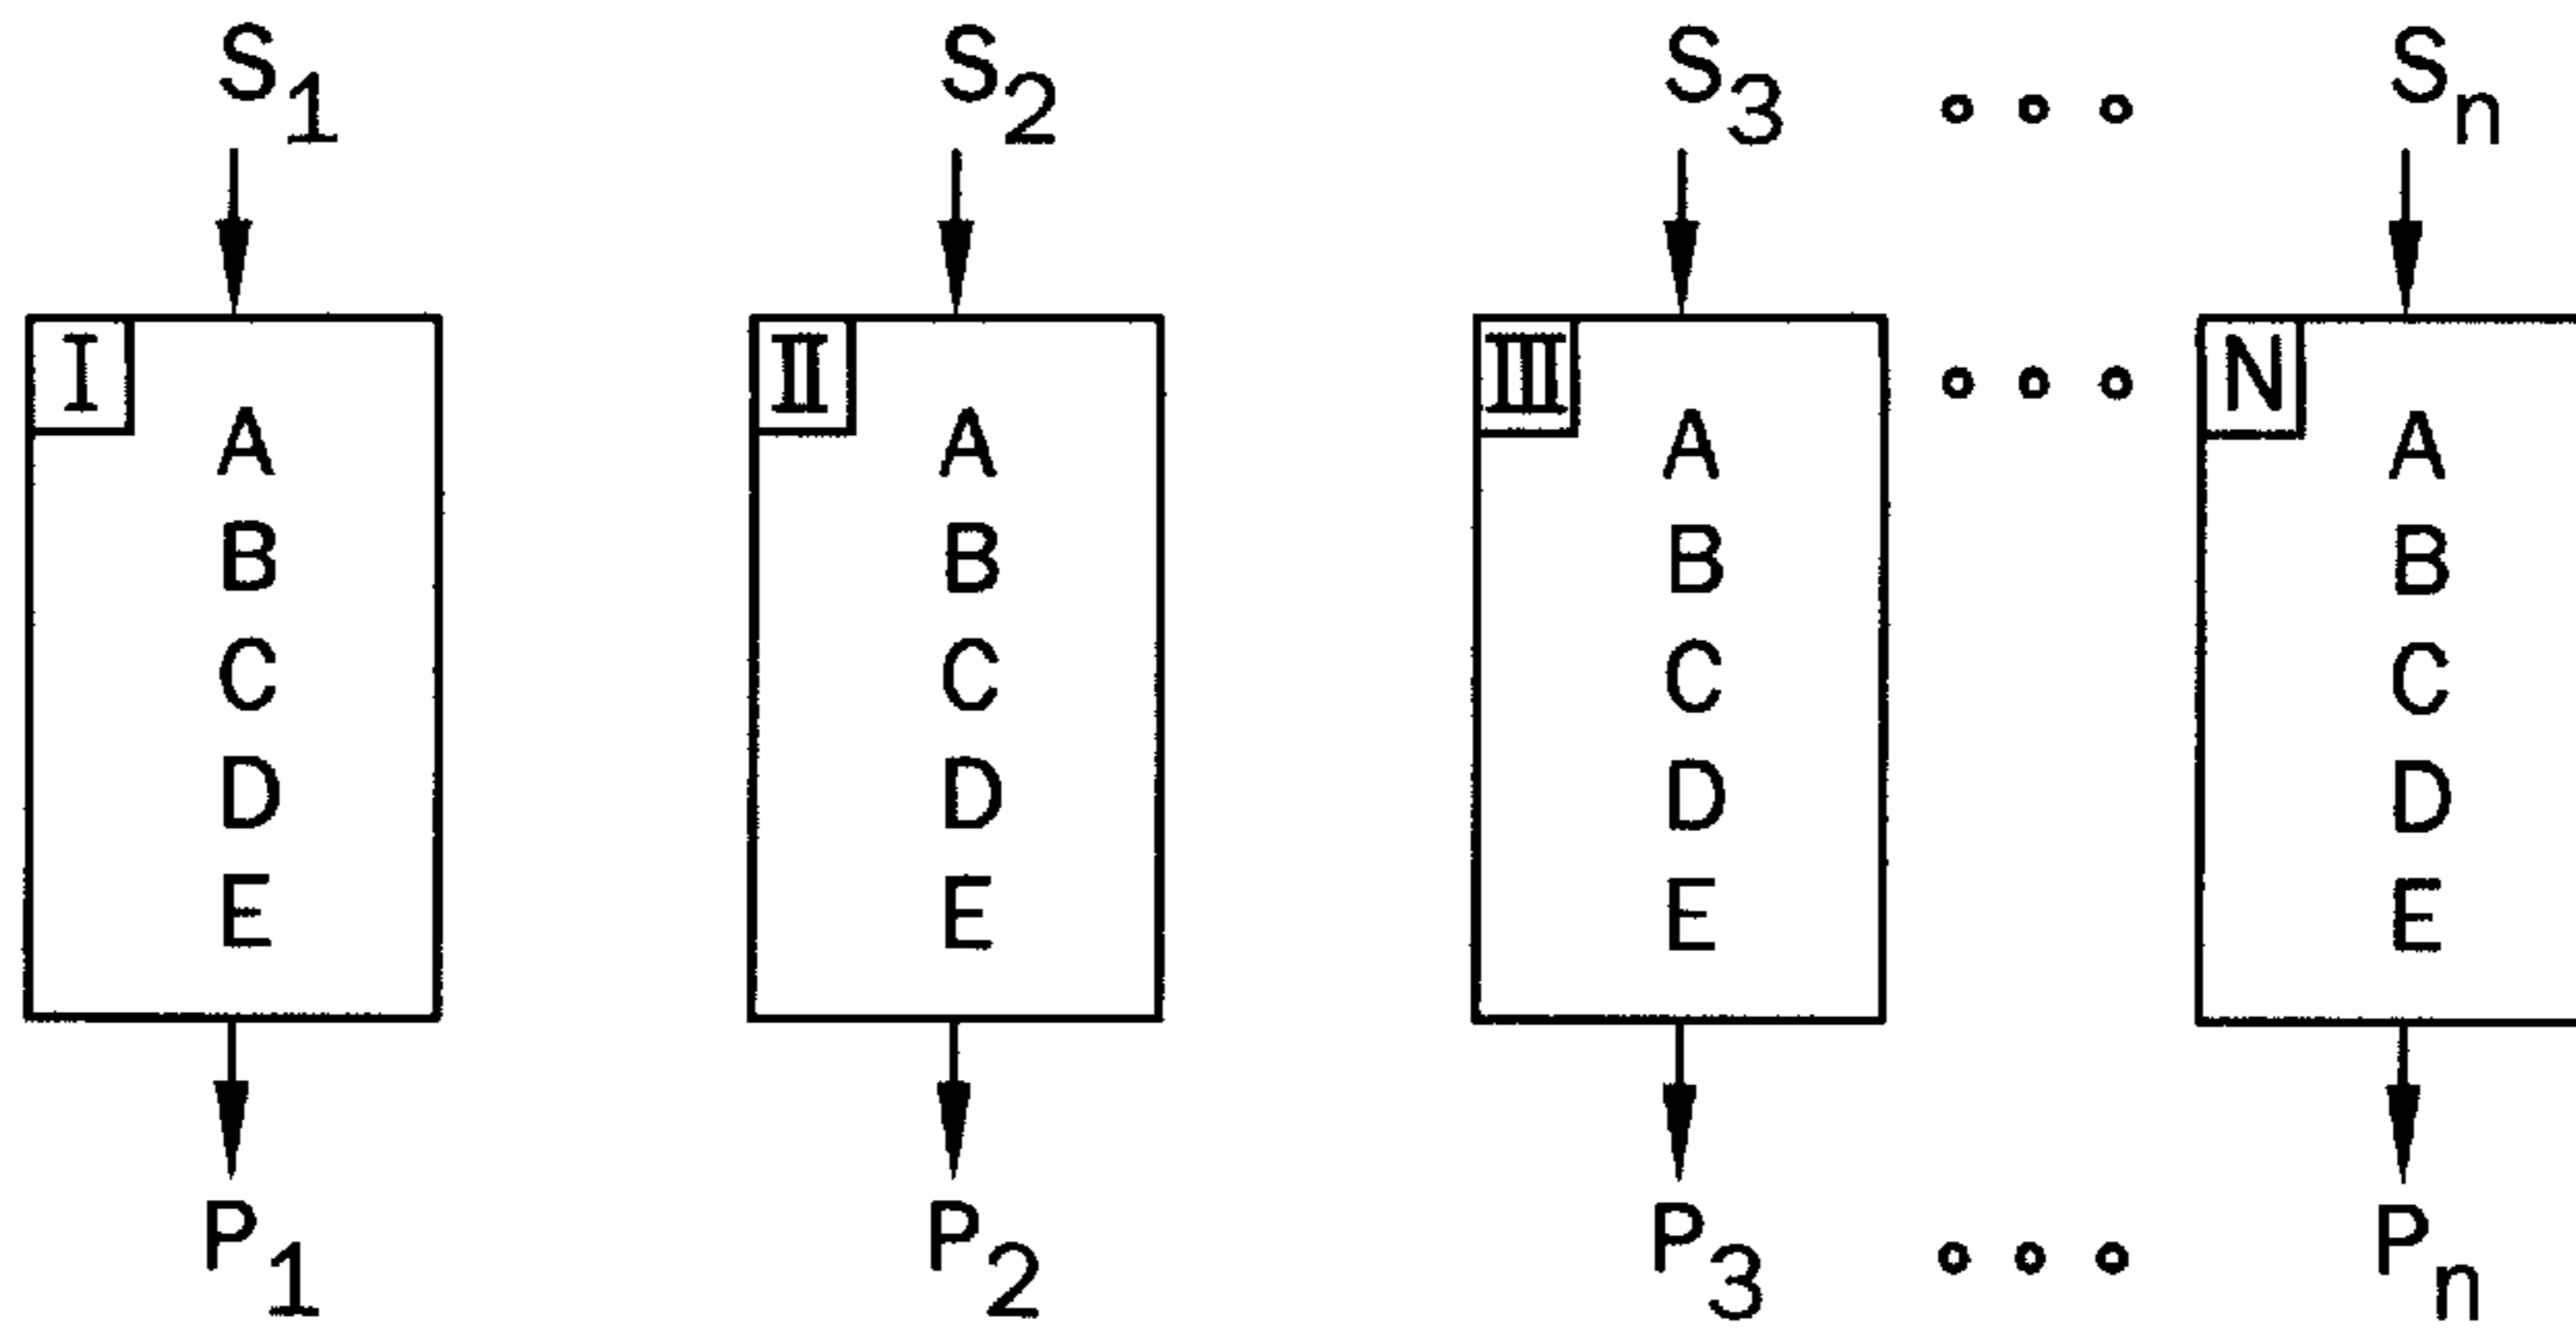 S1 S2 S3 ∘ ∘ ∘ Sn
I II III ∘ ∘ ∘ N
A A A A
B B B B
C C C C
D D D D
E E E E
P1 P2 P3 ∘ ∘ ∘ Pn